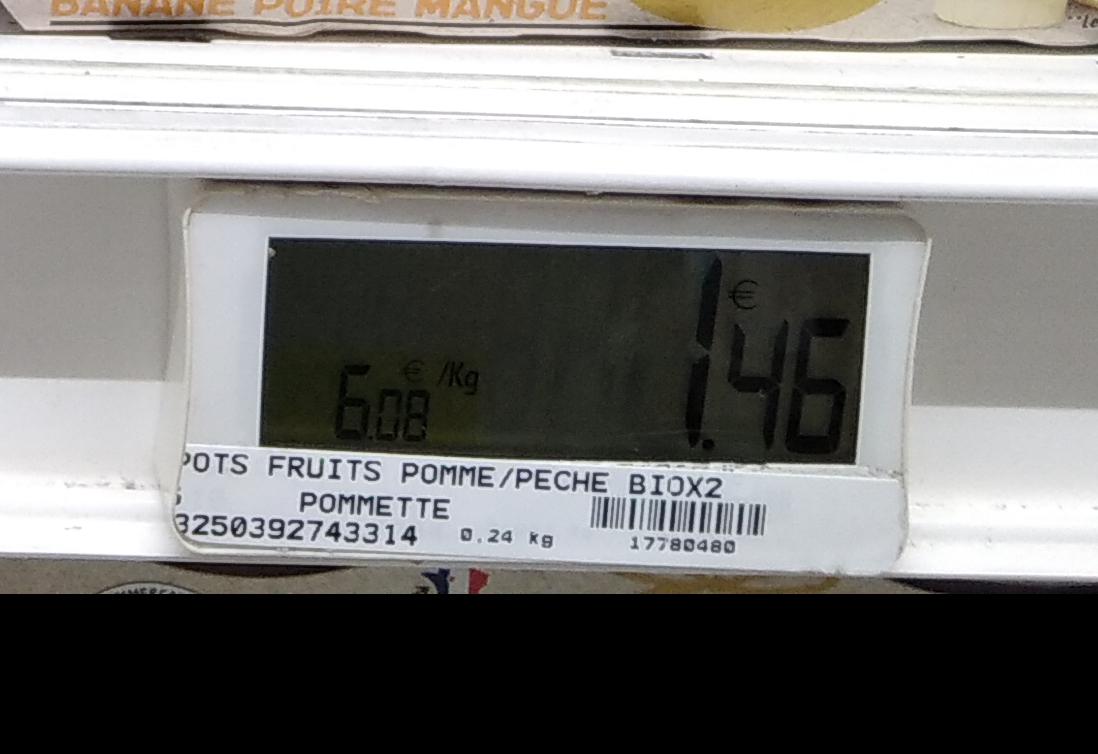 BANANE POIRE MANGUE
1.46
€
€ /Kg
6.08
POTS FRUITS POMME/PECHE BIOX2
POMMETTE
3250392743314 0.24 kg 17780480